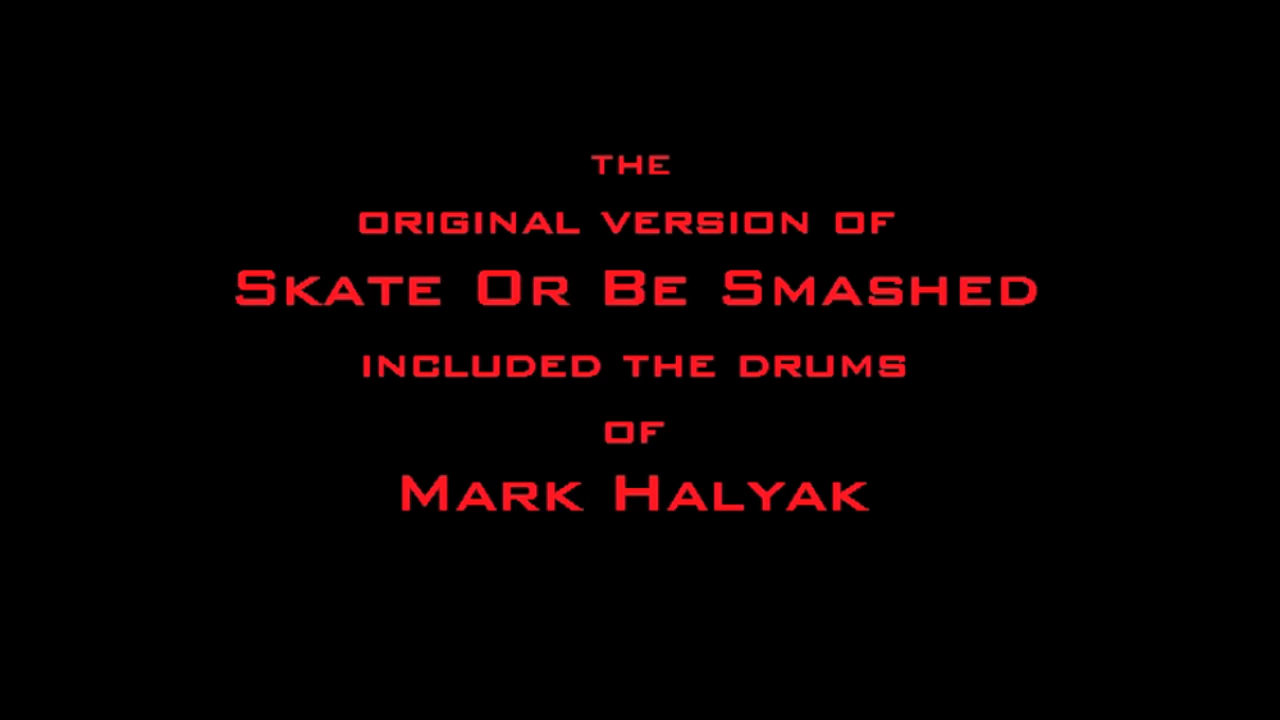 THE
ORIGINAL VERSION OF
SKATE OR BE SMASHED
INCLUDED THE DRUMS
OF
MARK HALYAK